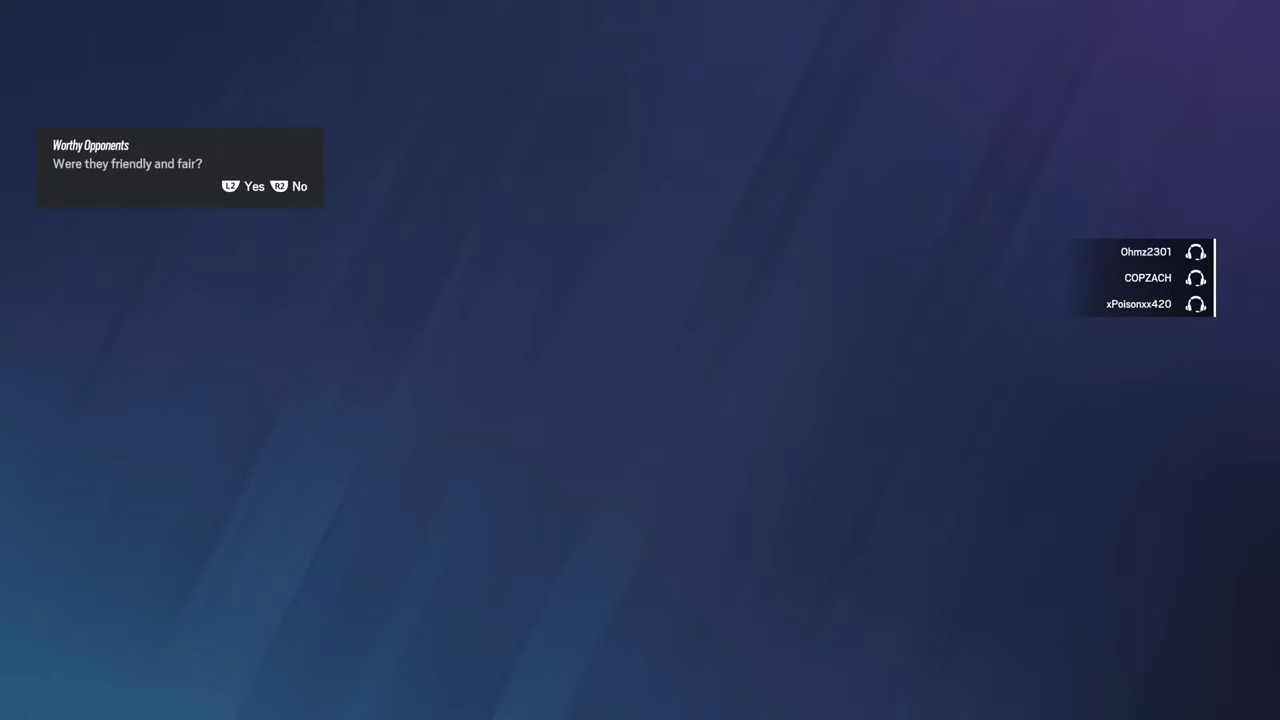 Worthy Opponents
Were they friendly and fair?
L2 Yes R2 No
Ohmz2301
COPZACH
xPoisonxx420